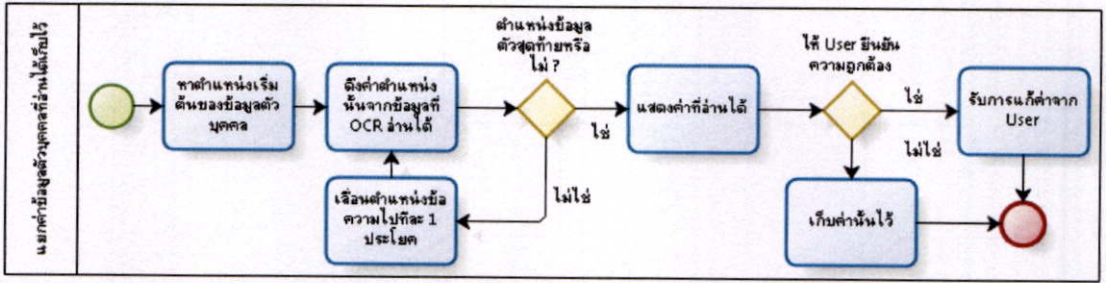 แยกค่าข้อมูลตัวบุคคลที่อ่านได้เก็บไว้
หาตำแหน่งเริ่ม
ต้นของข้อมูลตัว
บุคคล
ดึงค่าตำแหน่ง
นั้นจากข้อมูลที่
OCR อ่านได้
เลื่อนตำแหน่งข้อ
ความไปทีละ 1
ประโยค
ตำแหน่งข้อมูล
ตัวสุดท้ายหรือ
ไม่ ?
ใช่
ไม่ใช่
แสดงค่าที่อ่านได้
ให้ User ยืนยัน
ความถูกต้อง
ใช่
ไม่ใช่
รับการแก้ค่าจาก
User
เก็บค่านั้นไว้